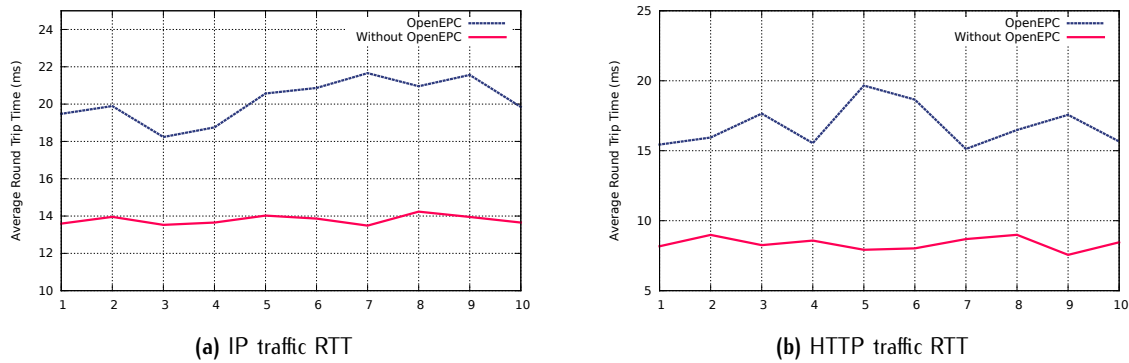 24
22
20
18
16
14
12
10
Average Round Trip Time (ms)
OpenEPC
Without OpenEPC
1 2 3 4 5 6 7 8 9 10
(a) IP traffic RTT
25
20
15
10
5
Average Round Trip Time (ms)
OpenEPC
Without OpenEPC
1 2 3 4 5 6 7 8 9 10
(b) HTTP traffic RTT